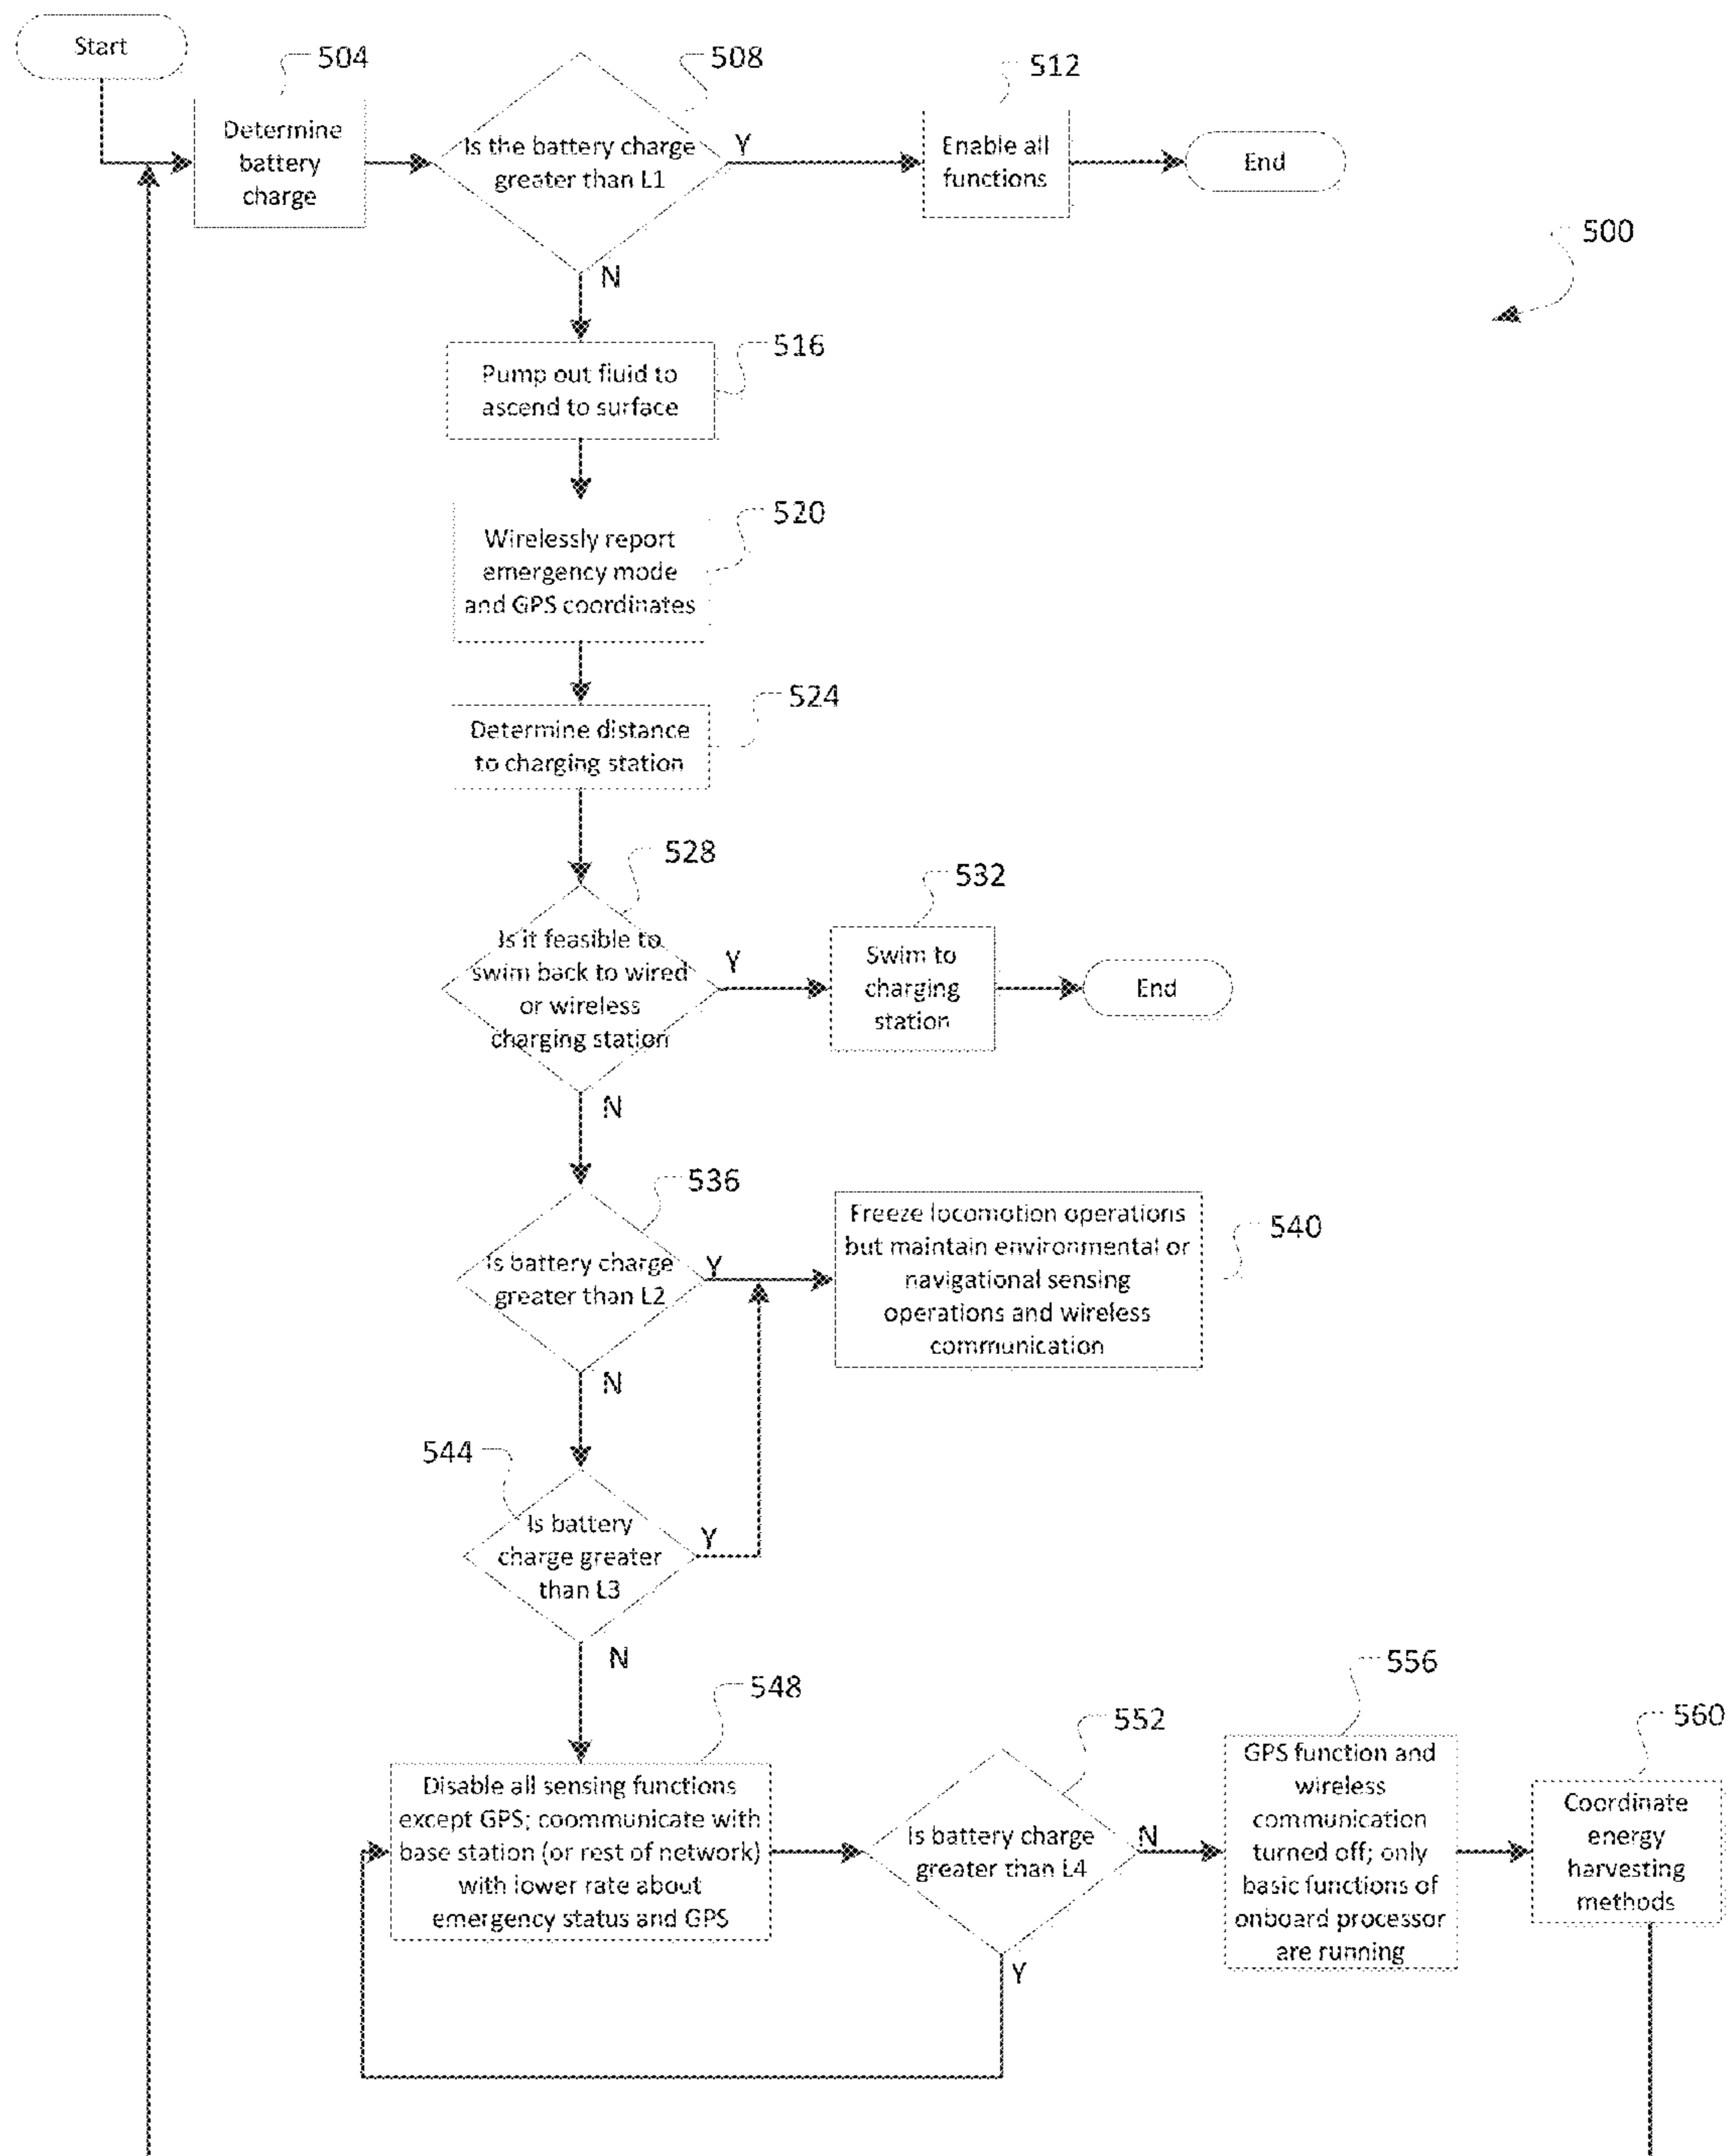 Start
504
Determine
battery
charge
508
Is the battery charge
greater than L1
Y
N
512
Enable all
functions
End
500
516
Pump out fluid to
ascend to surface
520
Wirelessly report
emergency mode
and GPS coordinates
524
Determine distance
to charging station
528
Is it feasible to
swim back to wired
or wireless
charging station
Y
N
532
Swim to
charging
station
End
536
Is battery charge
greater than L2
Y
N
540
Freeze locomotion operations
but maintain environmental or
navigational sensing
operations and wireless
communication
544
Is battery
charge greater
than L3
Y
N
548
Disable all sensing functions
except GPS; coommunicate with
base station (or rest of network)
with lower rate about
emergency status and GPS
552
Is battery charge
greater than L4
N
Y
556
GPS function and
wireless
communication
turned off; only
basic functions of
onboard processor
are running
560
Coordinate
energy
harvesting
methods